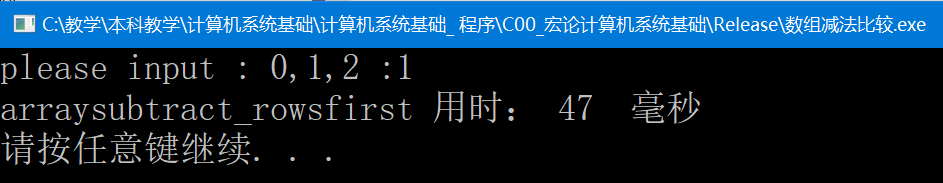 C:\教学\本科教学\计算机系统基础\计算机系统基础_ 程序\C00_宏论计算机系统基础\Release\数组减法比较.exe
please input : 0,1,2 :1
arraysubtract_rowsfirst 用时： 47  毫秒
请按任意键继续. . .